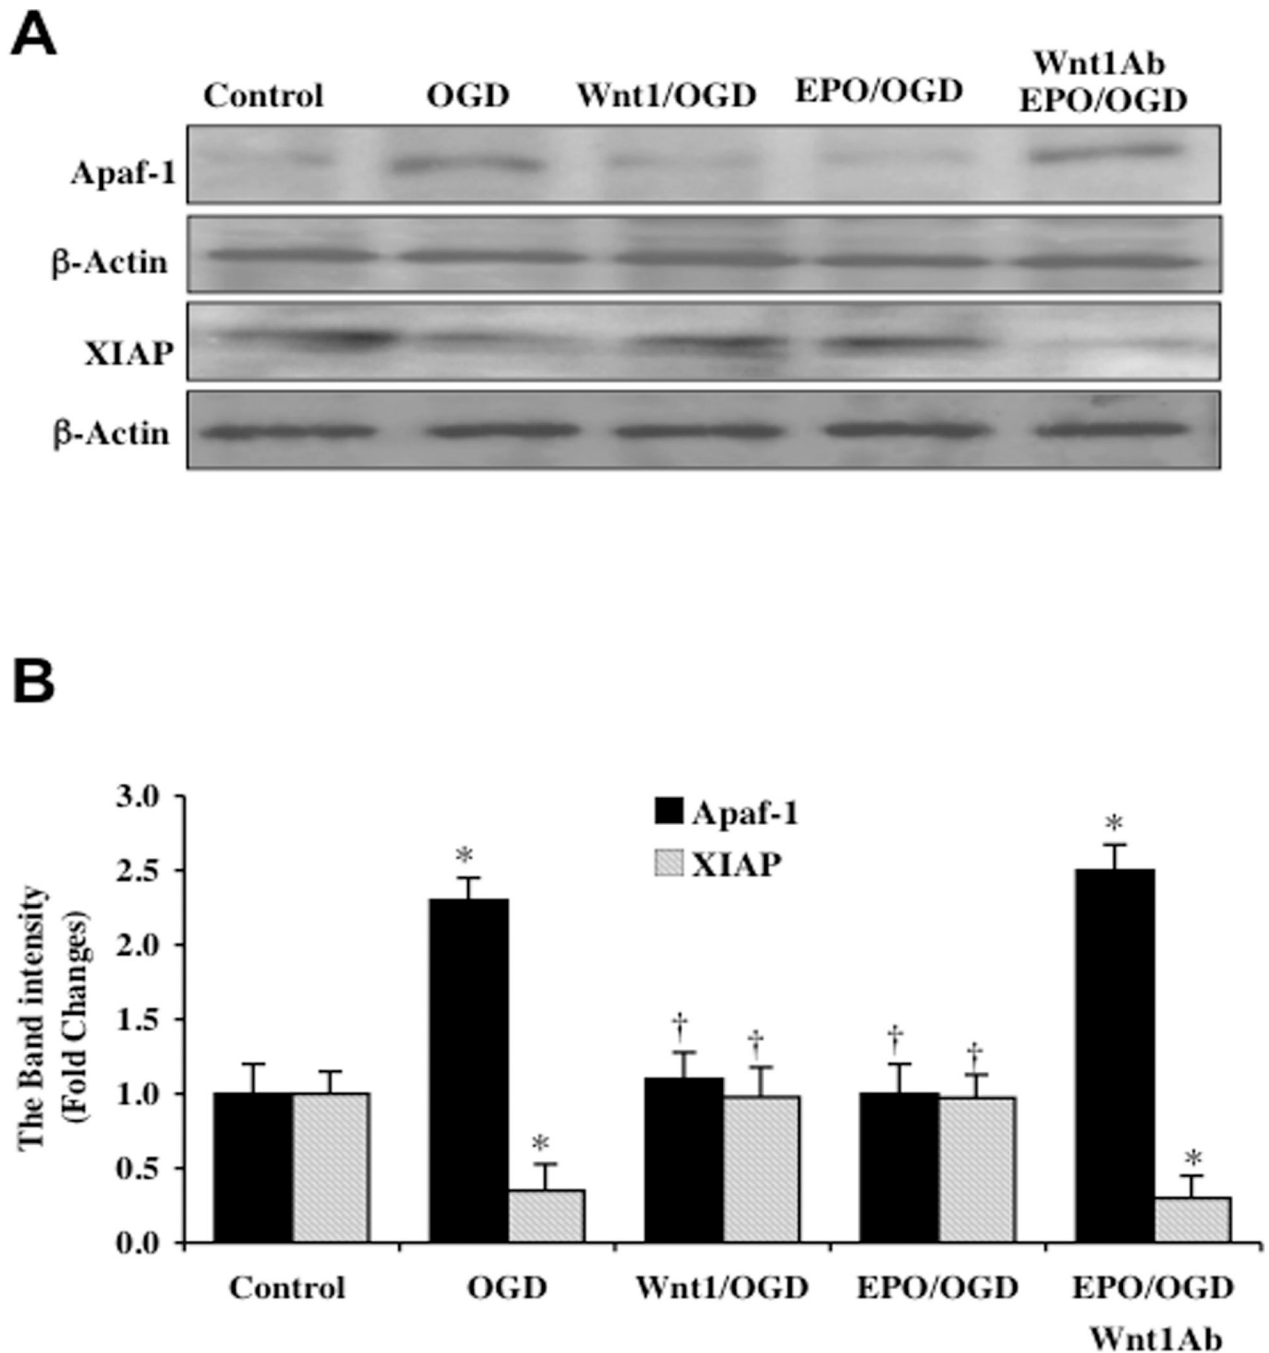 A
Control OGD Wnt1/OGD EPO/OGD Wnt1Ab
EPO/OGD
Apaf-1
β-Actin
XIAP
β-Actin
B
The Band intensity
(Fold Changes)
3.0
2.5
2.0
1.5
1.0
0.5
0.0
Apaf-1
XIAP
*
*
†
†
†
†
*
*
Control OGD Wnt1/OGD EPO/OGD EPO/OGD
Wnt1Ab